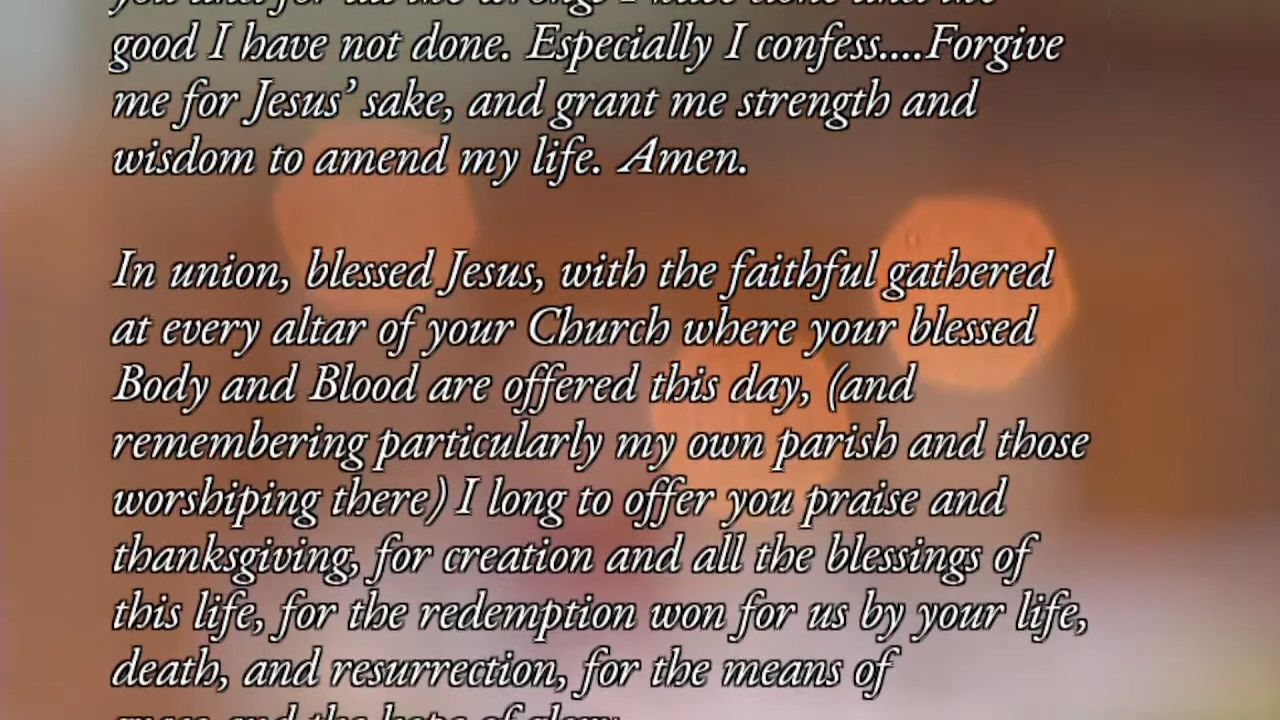 good I have not done. Especially I confess....Forgive
me for Jesus’ sake, and grant me strength and
wisdom to amend my life. Amen.
In union, blessed Jesus, with the faithful gathered
at every altar of your Church where your blessed
Body and Blood are offered this day, (and
remembering particularly my own parish and those
worshiping there) I long to offer you praise and
thanksgiving, for creation and all the blessings of
this life, for the redemption won for us by your life,
death, and resurrection, for the means of